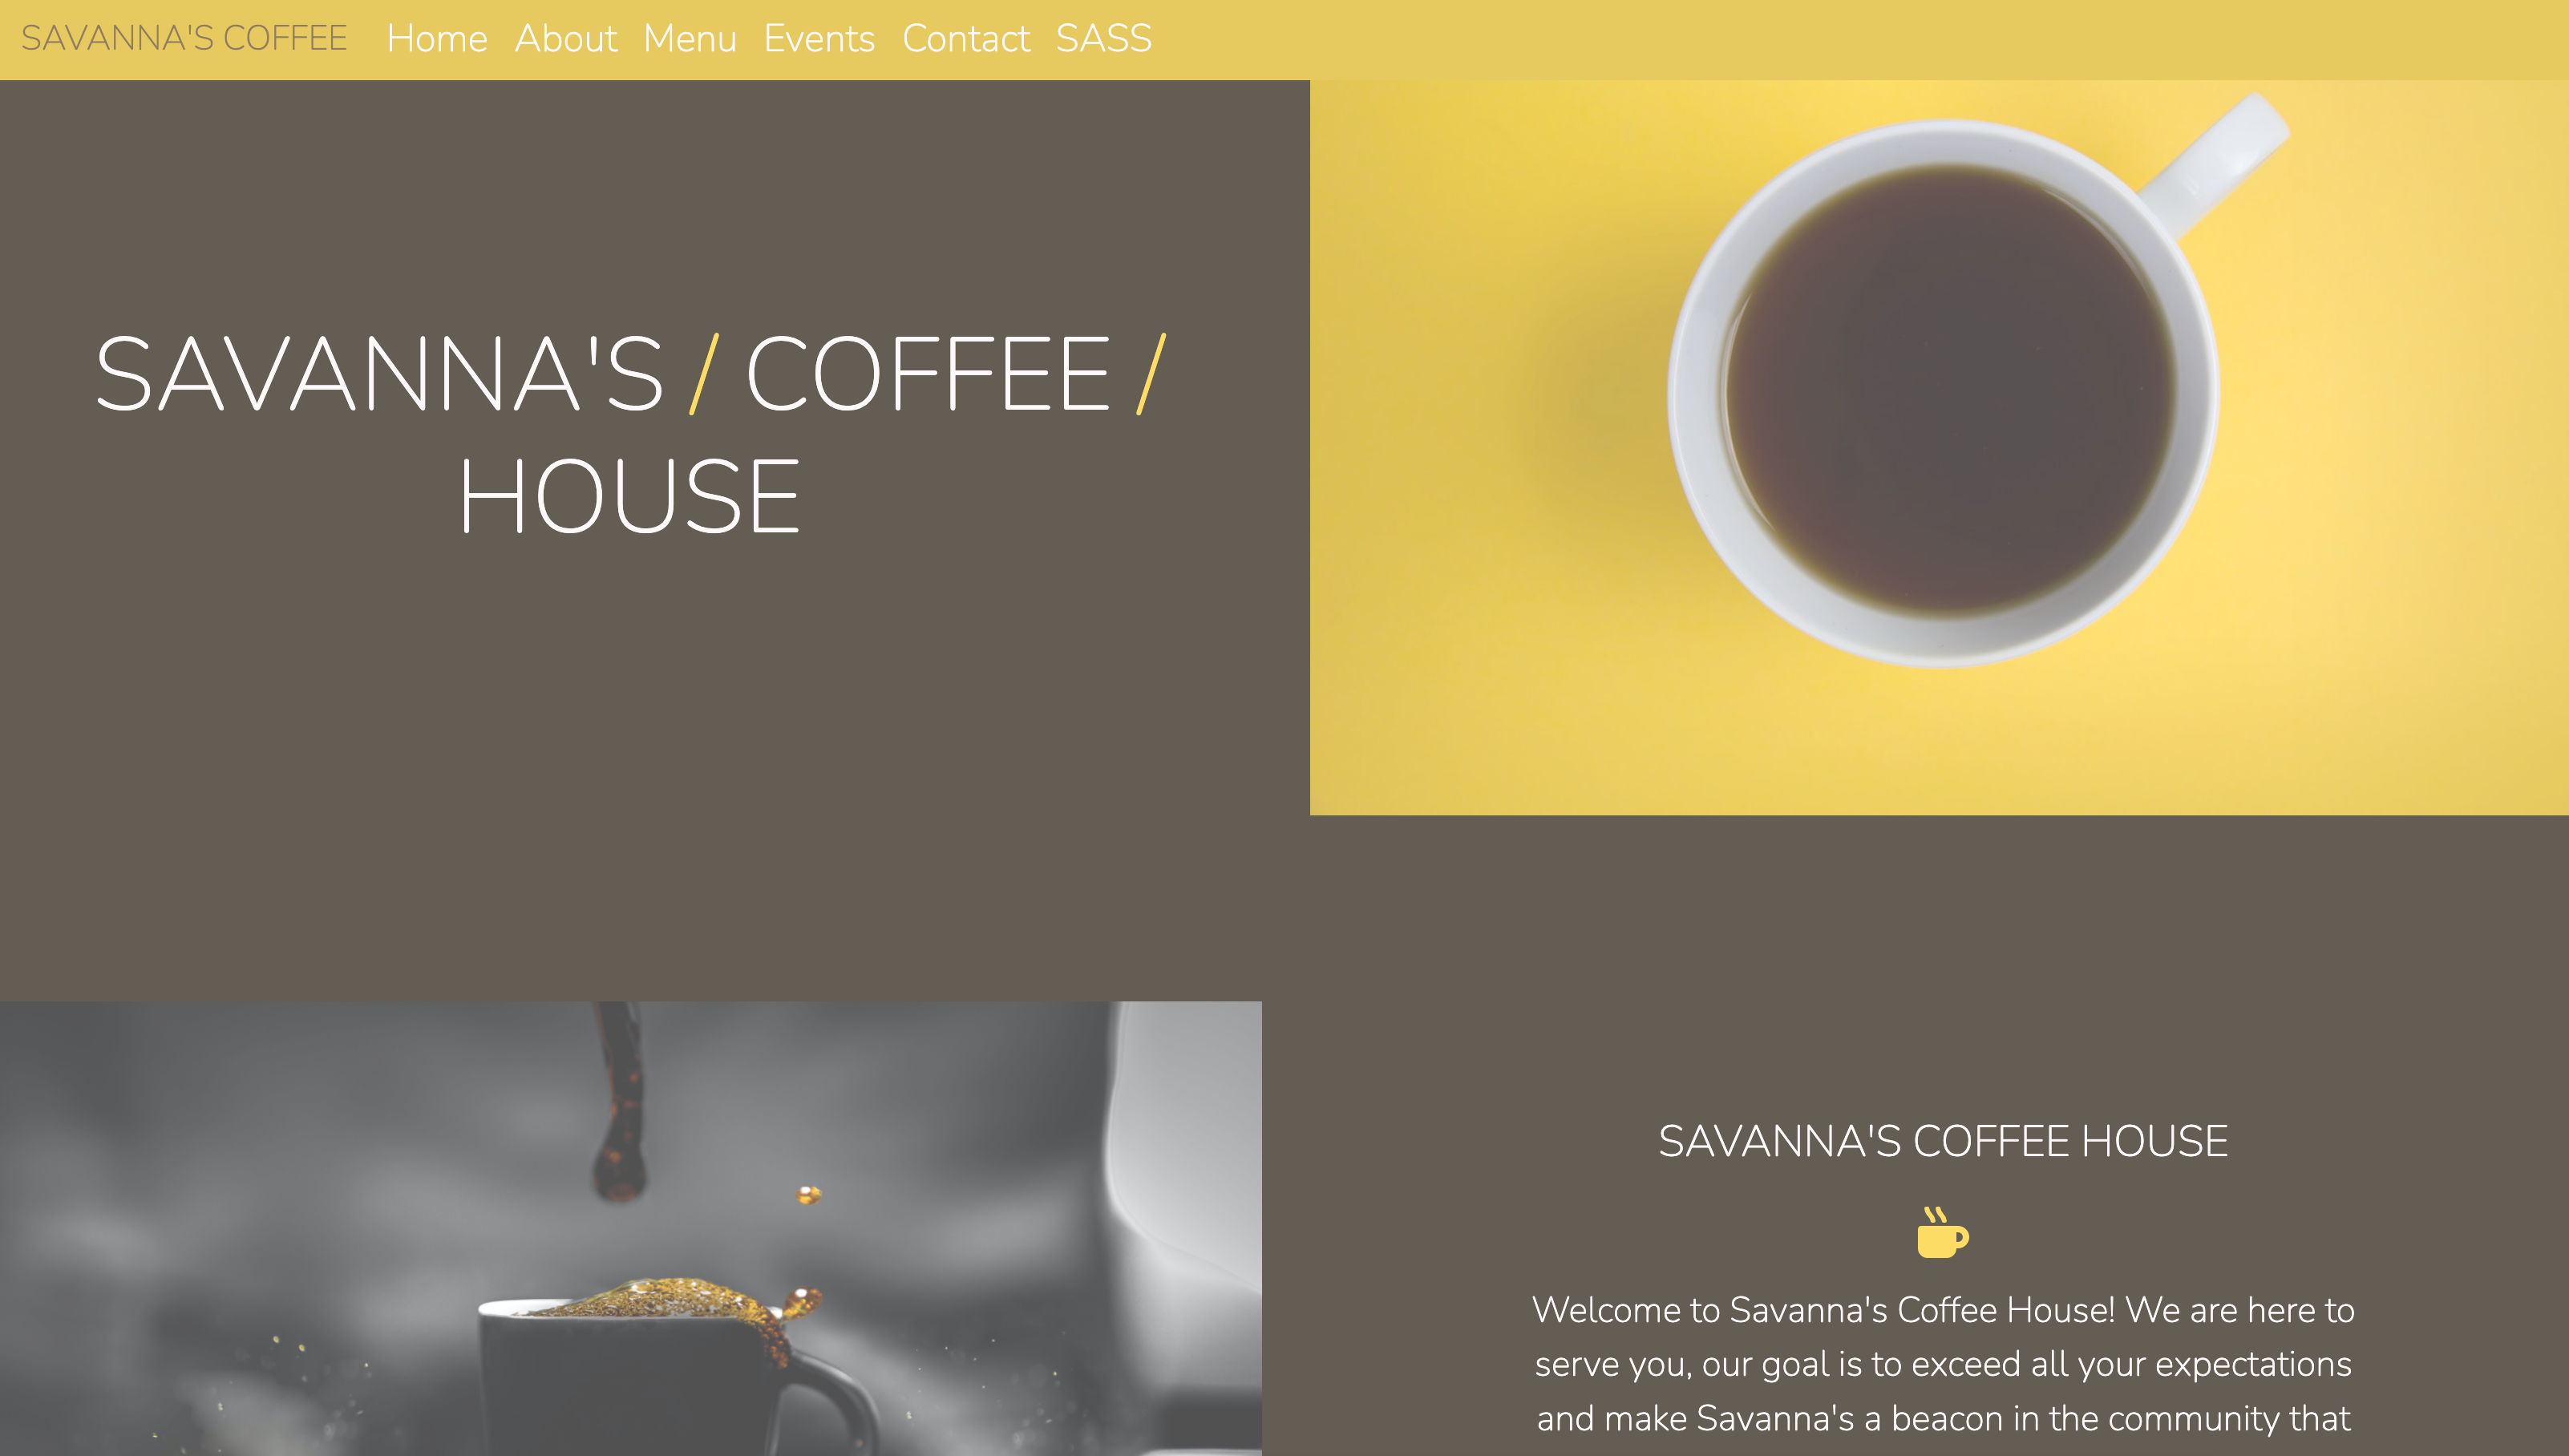 SAVANNA'S COFFEE Home About Menu Events Contact SASS
SAVANNA'S / COFFEE /
HOUSE
SAVANNA'S COFFEE HOUSE
Welcome to Savanna's Coffee House! We are here to
serve you, our goal is to exceed all your expectations
and make Savanna's a beacon in the community that